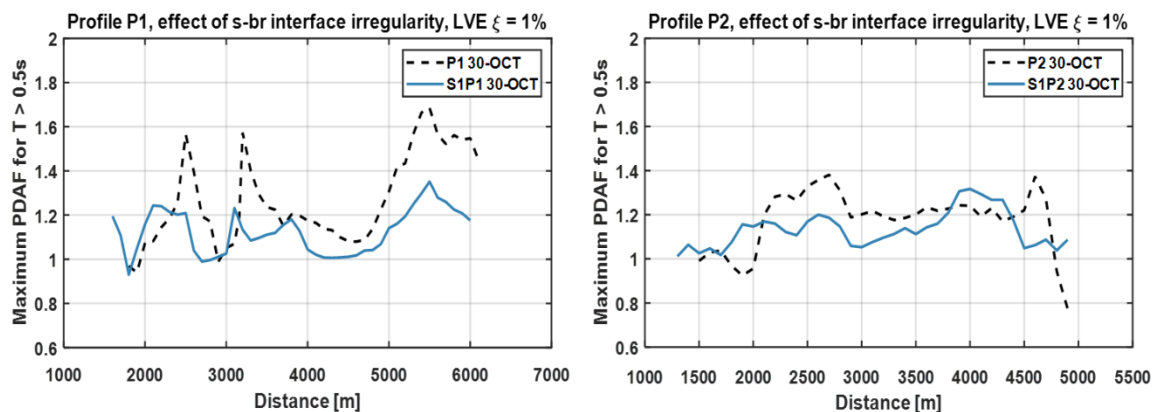 Profile P1, effect of s-br interface irregularity, LVE ξ = 1%
2
1.8
1.6
1.4
1.2
1
0.8
0.6
Maximum PDAF for T > 0.5s
P1 30-OCT
S1P1 30-OCT
1000 2000 3000 4000 5000 6000 7000
Distance [m]
Profile P2, effect of s-br interface irregularity, LVE ξ = 1%
2
1.8
1.6
1.4
1.2
1
0.8
0.6
Maximum PDAF for T > 0.5s
P2 30-OCT
S1P2 30-OCT
1000 1500 2000 2500 3000 3500 4000 4500 5000 5500
Distance [m]